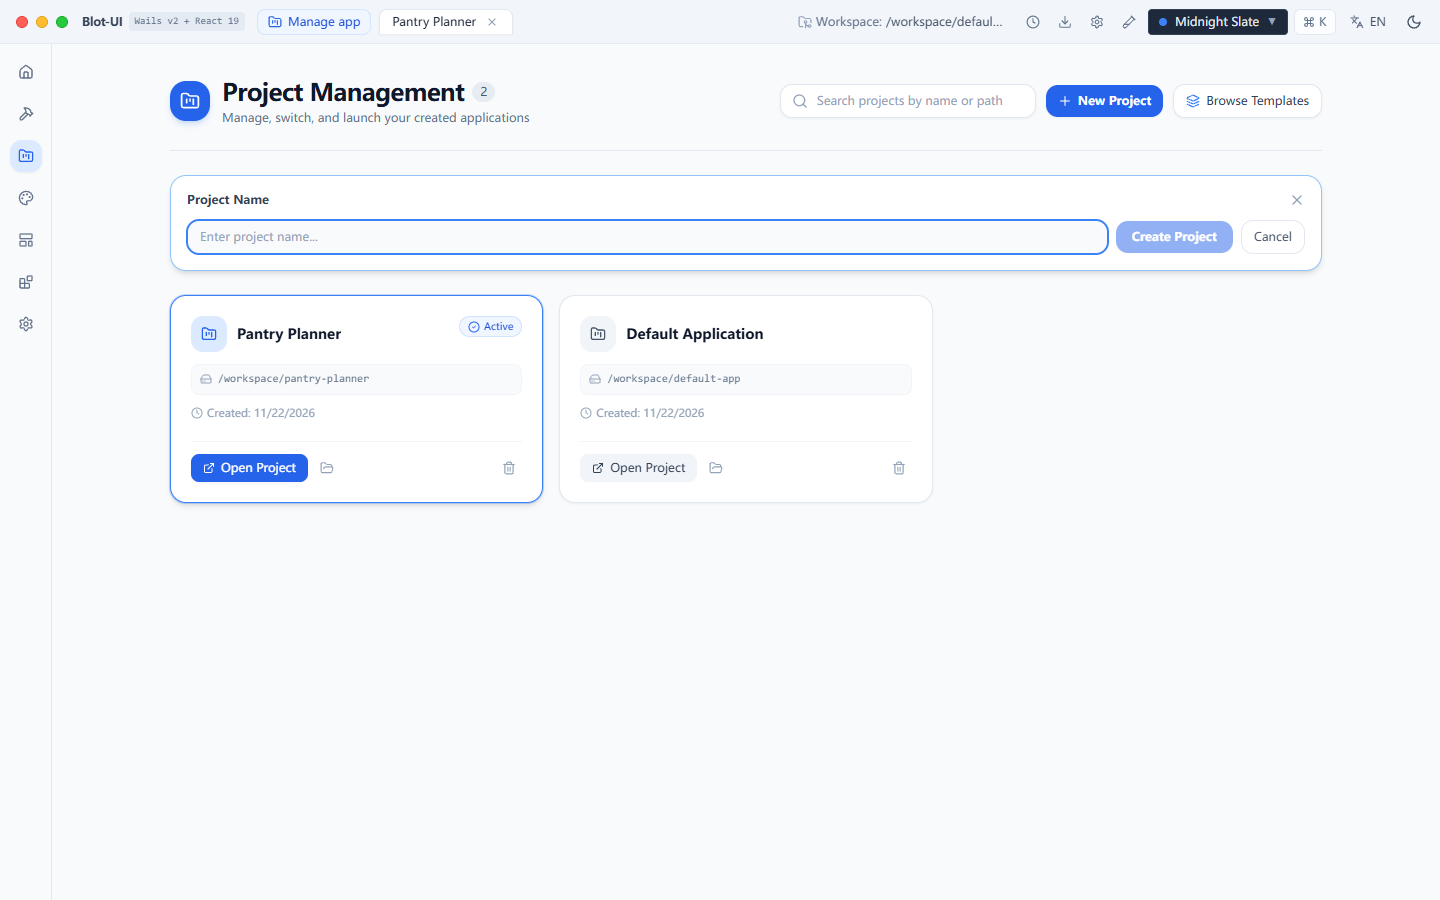 Blot-UI
Wails v2 + React 19
Manage app
Pantry Planner
Workspace: /workspace/defaul...
Midnight Slate
⌘ K
EN
Project Management
2
Manage, switch, and launch your created applications
Search projects by name or path
New Project
Browse Templates
Project Name
Enter project name...
Create Project
Cancel
Pantry Planner
Active
/workspace/pantry-planner
Created: 11/22/2026
Open Project
Default Application
/workspace/default-app
Created: 11/22/2026
Open Project